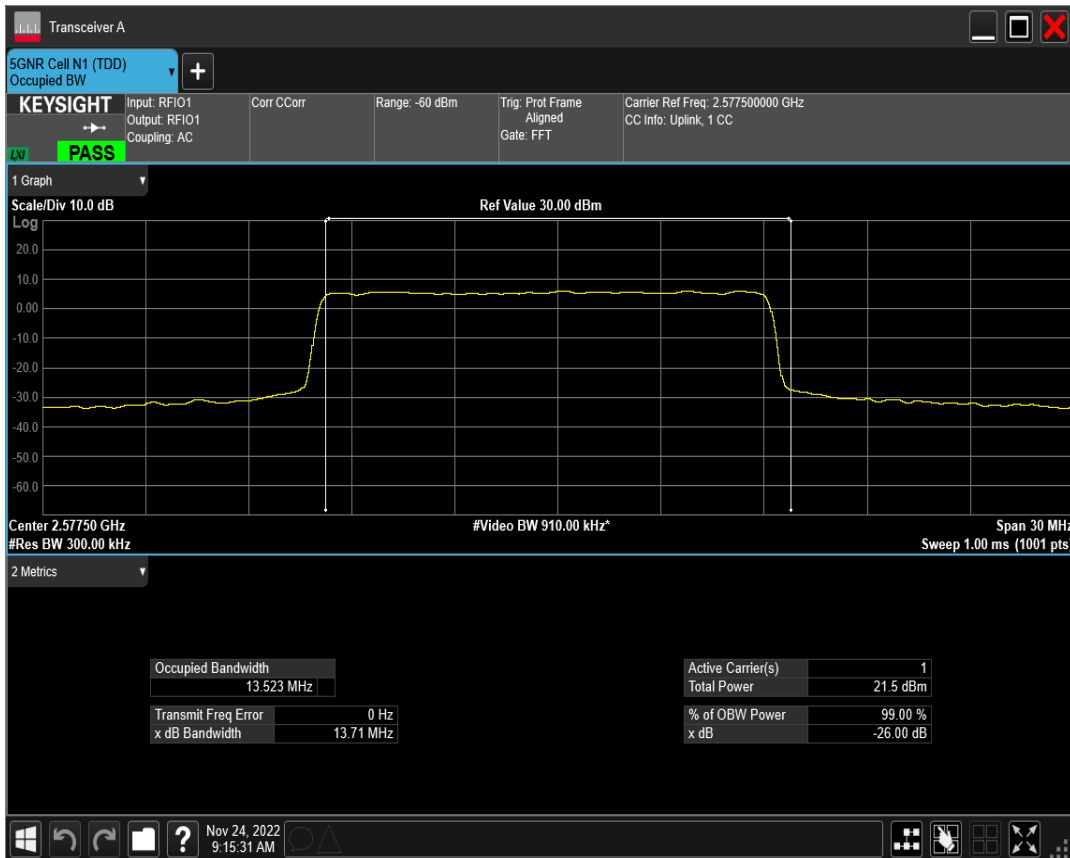 Transceiver A
5GNR Cell N1 (TDD)
Occupied BW
+
KEYSIGHT
LXI
PASS
Input: RFIO1
Output: RFIO1
Coupling: AC
Corr CCorr
Range: -60 dBm
Trig: Prot Frame
Aligned
Gate: FFT
Carrier Ref Freq: 2.577500000 GHz
CC Info: Uplink, 1 CC
1 Graph
Scale/Div 10.0 dB
Ref Value 30.00 dBm
Log
20.0
10.0
0.00
-10.0
-20.0
-30.0
-40.0
-50.0
-60.0
Center 2.57750 GHz
#Video BW 910.00 kHz*
Span 30 MHz
#Res BW 300.00 kHz
Sweep 1.00 ms (1001 pts)
2 Metrics
Occupied Bandwidth
13.523 MHz
Transmit Freq Error 0 Hz
x dB Bandwidth 13.71 MHz
Active Carrier(s) 1
Total Power 21.5 dBm
% of OBW Power 99.00 %
x dB -26.00 dB
?
Nov 24, 2022
9:15:31 AM